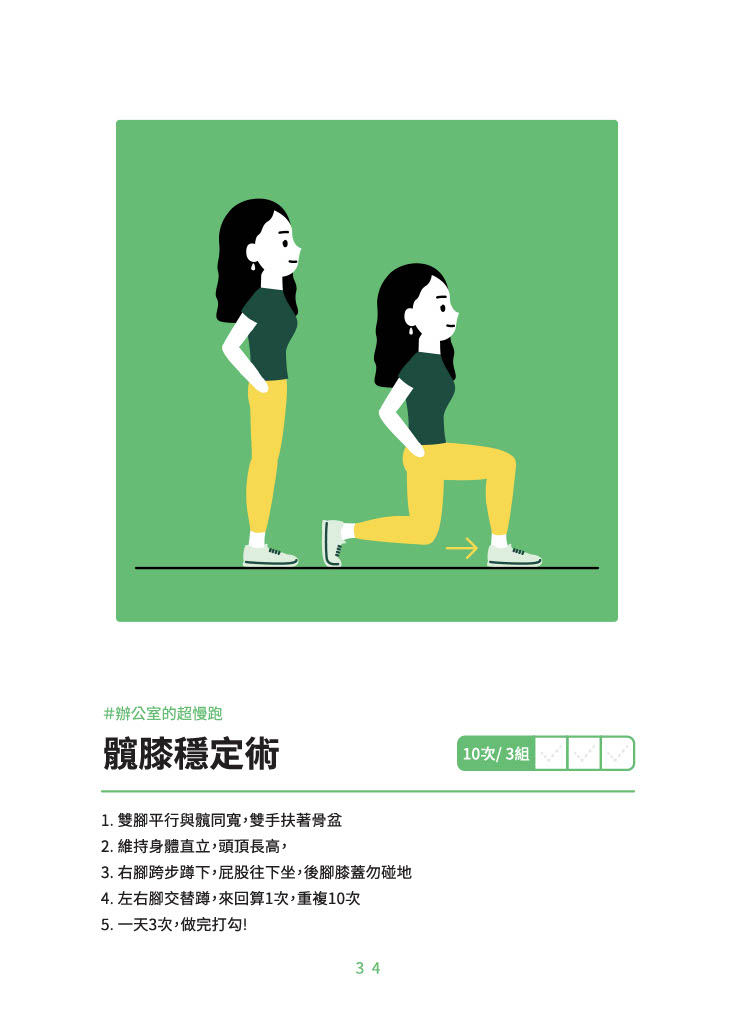 #辦公室的超慢跑
髖膝穩定術
10次/ 3組
1. 雙腳平行與髖同寬，雙手扶著骨盆
2. 維持身體直立，頭頂長高，
3. 右腳跨步蹲下，屁股往下坐，後腳膝蓋勿碰地
4. 左右腳交替蹲，來回算1次，重複10次
5. 一天3次，做完打勾!
3 4